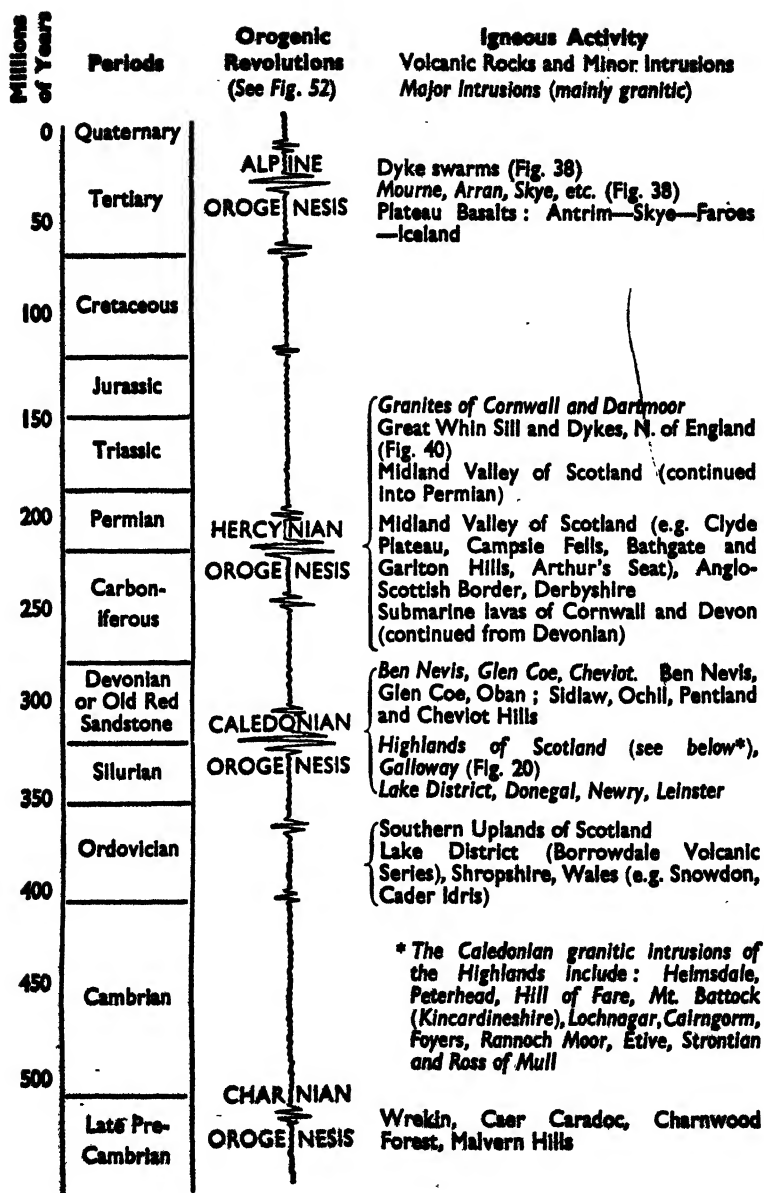 Millions
of Years
Periods
Orogenic
Revolutions
(See Fig. 52)
Igneous Activity
Volcanic Rocks and Minor Intrusions
Major Intrusions (mainly granitic)
0
50
100
150
200
250
300
350
400
450
500
Quaternary
Tertiary
Cretaceous
Jurassic
Triassic
Permian
Carbon-
iferous
Devonian
or Old Red
Sandstone
Silurian
Ordovician
Cambrian
Late Pre-
Cambrian
ALPINE
OROGENESIS
HERCYNIAN
OROGENESIS
CALEDONIAN
OROGENESIS
CHARNIAN
OROGENESIS
Dyke swarms (Fig. 38)
Mourne, Arran, Skye, etc. (Fig. 38)
Plateau Basalts : Antrim—Skye—Faroes
—Iceland
Granites of Cornwall and Dartmoor
Great Whin Sill and Dykes, N. of England
(Fig. 40)
Midland Valley of Scotland (continued
into Permian)
Midland Valley of Scotland (e.g. Clyde
Plateau, Campsie Fells, Bathgate and
Garlton Hills, Arthur's Seat), Anglo-
Scottish Border, Derbyshire
Submarine lavas of Cornwall and Devon
(continued from Devonian)
Ben Nevis, Glen Coe, Cheviot. Ben Nevis,
Glen Coe, Oban ; Sidlaw, Ochil, Pentland
and Cheviot Hills
Highlands of Scotland (see below*),
Galloway (Fig. 20)
Lake District, Donegal, Newry, Leinster
Southern Uplands of Scotland
Lake District (Borrowdale Volcanic
Series), Shropshire, Wales (e.g. Snowdon,
Cader Idris)
* The Caledonian granitic intrusions of
the Highlands include : Helmsdale,
Peterhead, Hill of Fare, Mt. Battock
(Kincardineshire), Lochnagar, Cairngorm,
Foyers, Rannoch Moor, Etive, Strontian
and Ross of Mull
Wrekin, Caer Caradoc, Charnwood
Forest, Malvern Hills